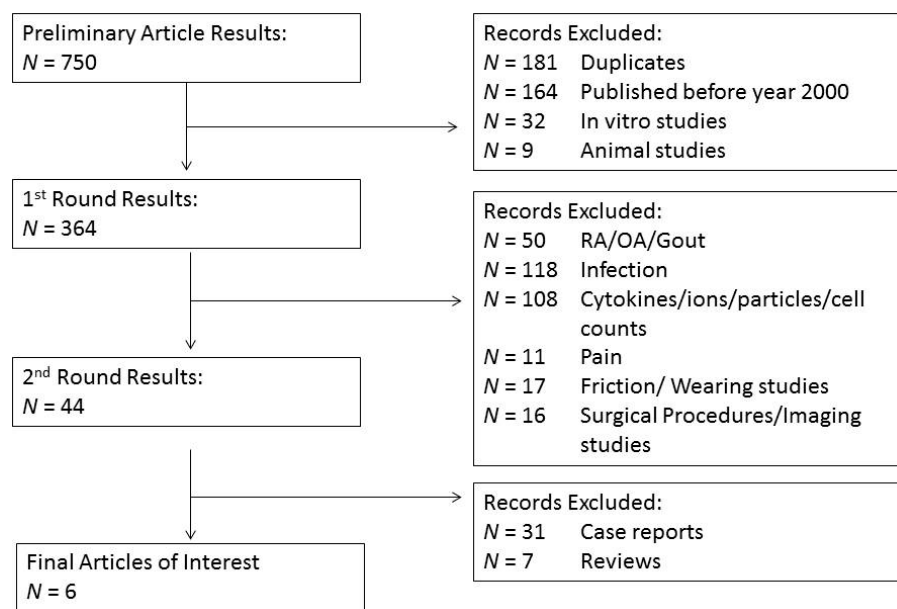 Preliminary Article Results:
N = 750
Records Excluded:
N = 181 Duplicates
N = 164 Published before year 2000
N = 32 In vitro studies
N = 9 Animal studies
1st Round Results:
N = 364
Records Excluded:
N = 50 RA/OA/Gout
N = 118 Infection
N = 108 Cytokines/ions/particles/cell
counts
N = 11 Pain
N = 17 Friction/ Wearing studies
N = 16 Surgical Procedures/Imaging
studies
2nd Round Results:
N = 44
Records Excluded:
N = 31 Case reports
N = 7 Reviews
Final Articles of Interest
N = 6